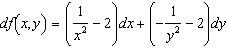 df(x,y) = (1/x² − 2)dx + (−1/y² − 2)dy